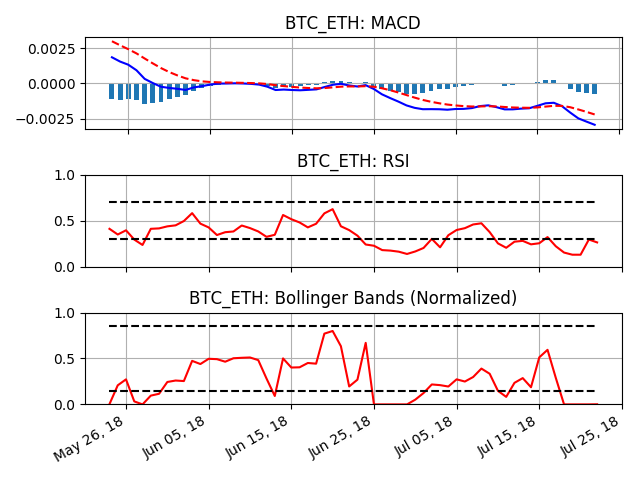 BTC_ETH: MACD
0.0025
0.0000
−0.0025
BTC_ETH: RSI
1.0
0.5
0.0
BTC_ETH: Bollinger Bands (Normalized)
1.0
0.5
0.0
May 26, 18
Jun 05, 18
Jun 15, 18
Jun 25, 18
Jul 05, 18
Jul 15, 18
Jul 25, 18